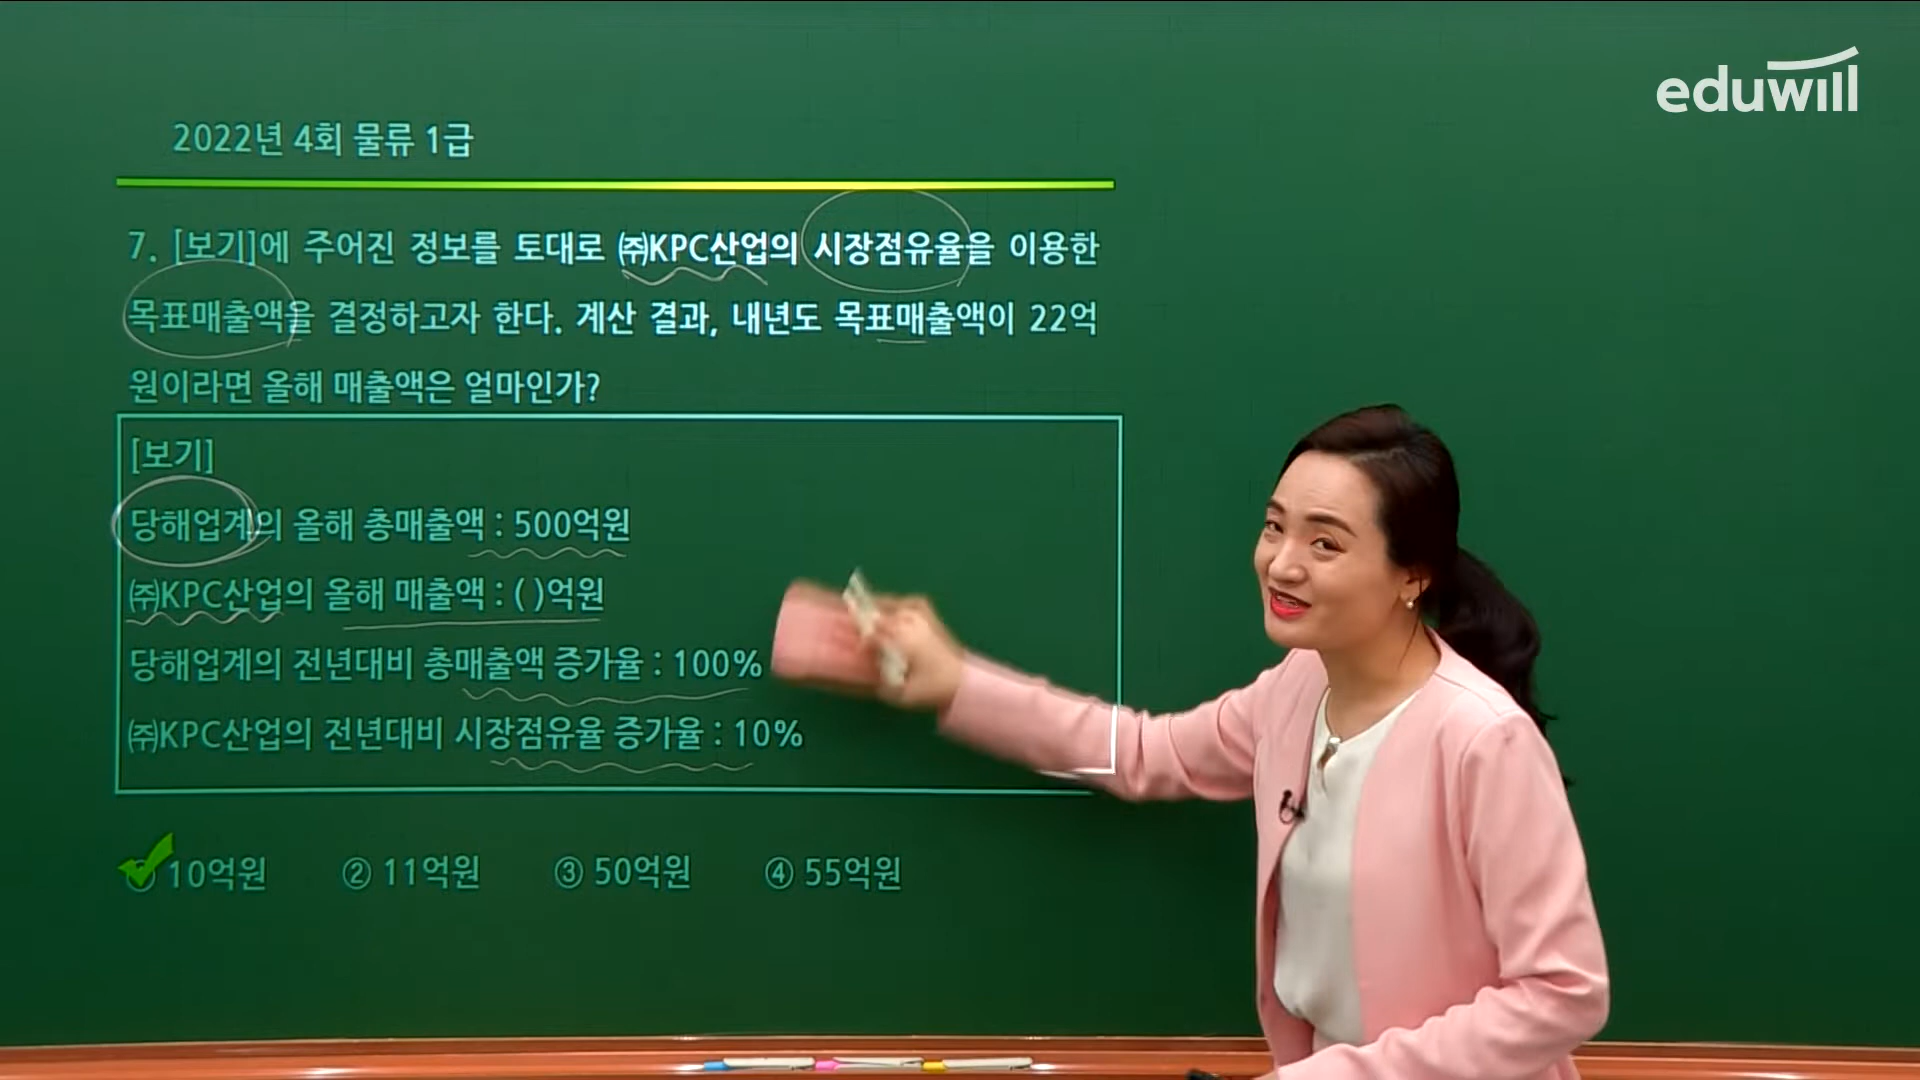 eduwill
2022년 4회 물류 1급
7. [보기]에 주어진 정보를 토대로 ㈜KPC산업의 시장점유율을 이용한
목표매출액을 결정하고자 한다. 계산 결과, 내년도 목표매출액이 22억
원이라면 올해 매출액은 얼마인가?
[보기]
당해업계의 올해 총매출액 : 500억원
㈜KPC산업의 올해 매출액 : ( )억원
당해업계의 전년대비 총매출액 증가율 : 100%
㈜KPC산업의 전년대비 시장점유율 증가율 : 10%
10억원 ② 11억원 ③ 50억원 ④ 55억원